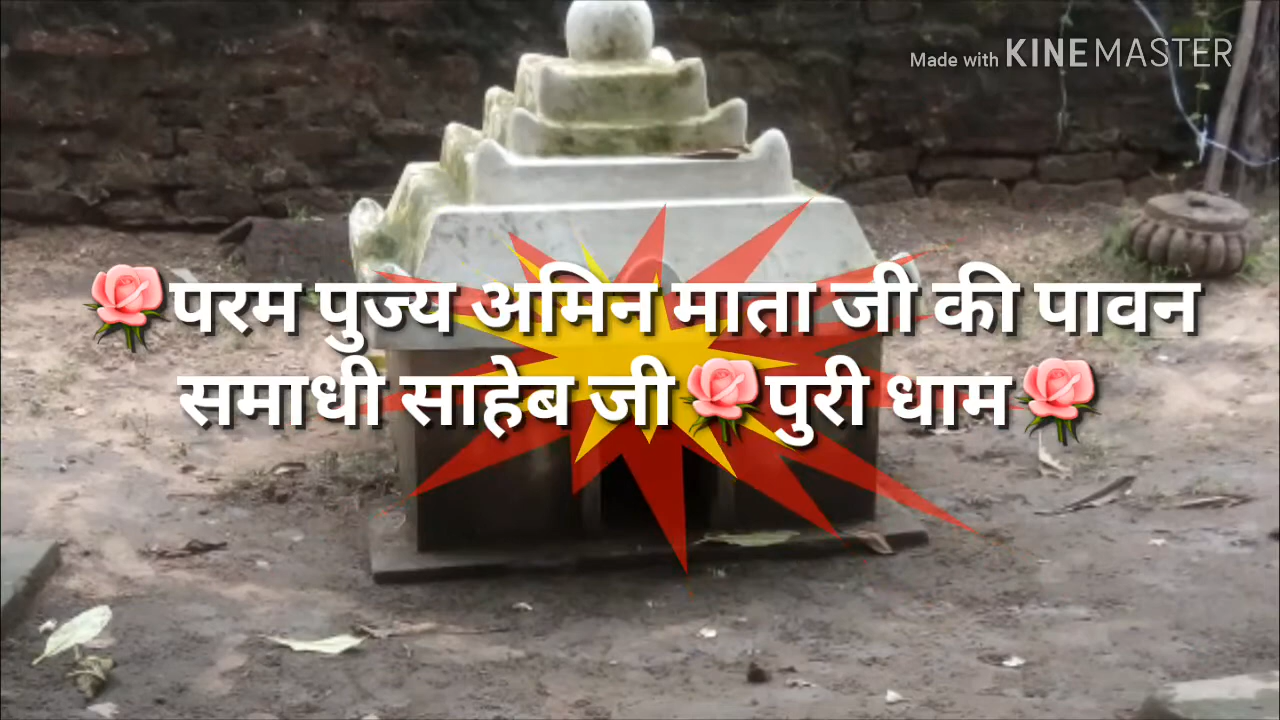 Made with KINEMASTER
🌹परम पुज्य अमिन माता जी की पावन
समाधी साहेब जी🌹पुरी धाम🌹